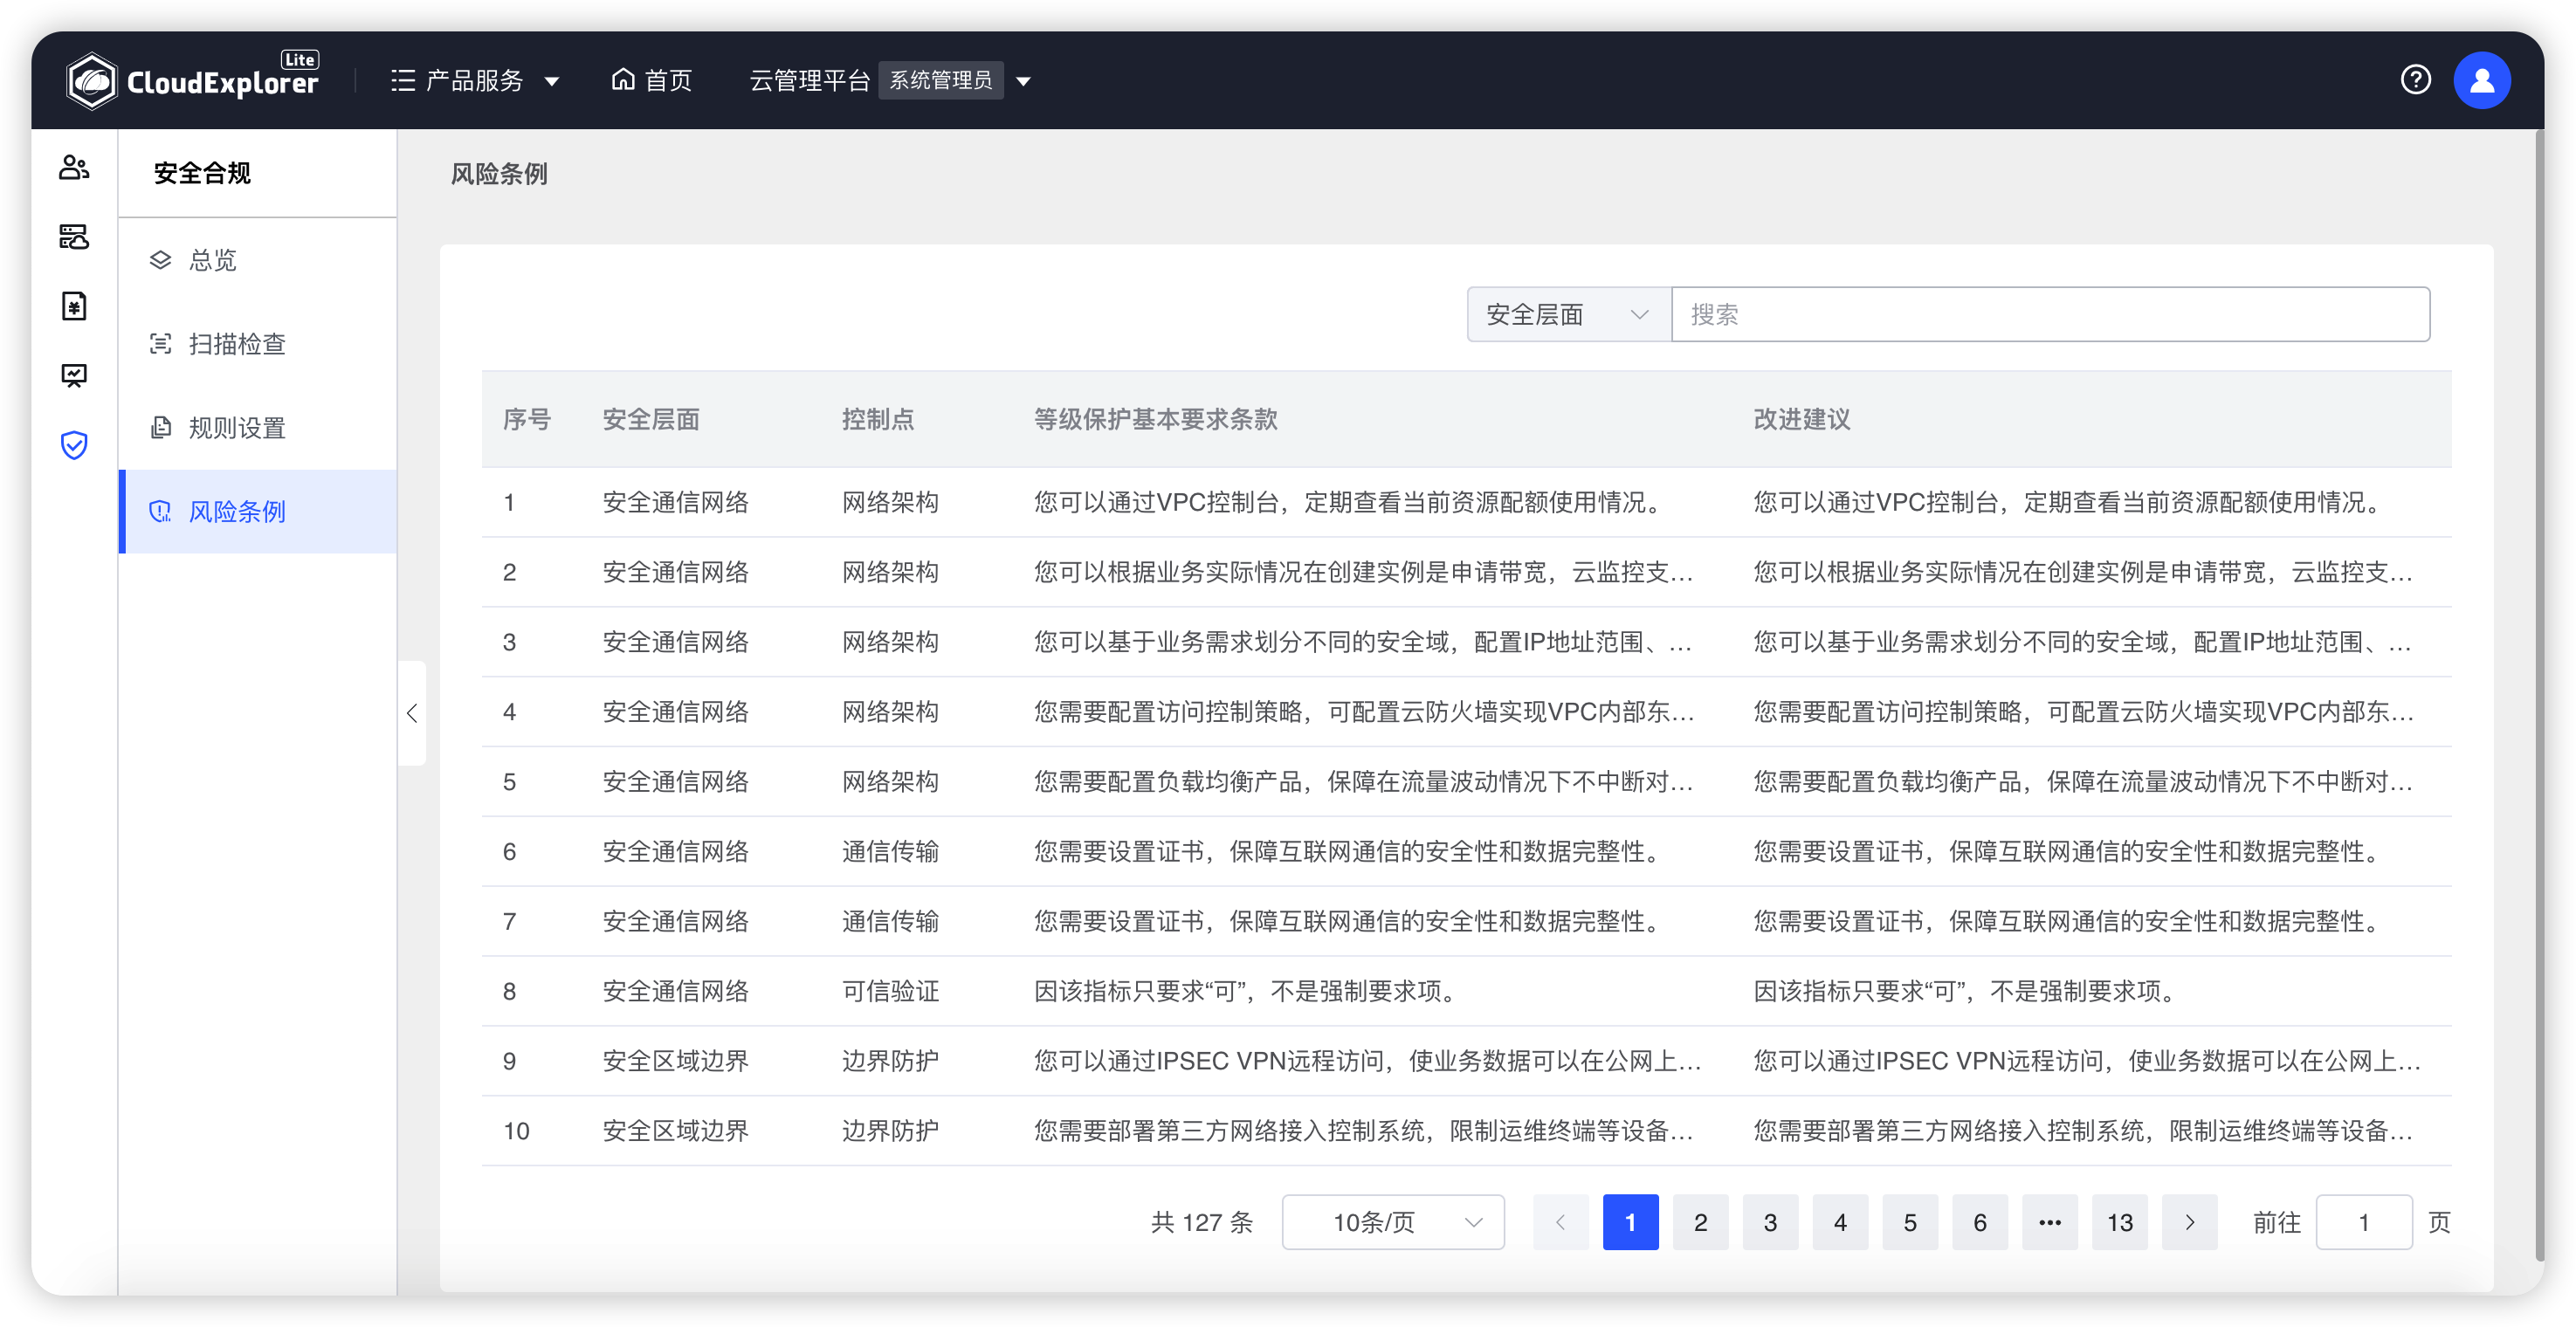 CloudExplorer Lite 产品服务 首页 云管理平台 系统管理员
安全合规
总览
扫描检查
规则设置
风险条例
风险条例
安全层面 搜索
序号 安全层面 控制点 等级保护基本要求条款 改进建议
1 安全通信网络 网络架构 您可以通过VPC控制台，定期查看当前资源配额使用情况。 您可以通过VPC控制台，定期查看当前资源配额使用情况。
2 安全通信网络 网络架构 您可以根据业务实际情况在创建实例是申请带宽，云监控支... 您可以根据业务实际情况在创建实例是申请带宽，云监控支...
3 安全通信网络 网络架构 您可以基于业务需求划分不同的安全域，配置IP地址范围、... 您可以基于业务需求划分不同的安全域，配置IP地址范围、...
4 安全通信网络 网络架构 您需要配置访问控制策略，可配置云防火墙实现VPC内部东... 您需要配置访问控制策略，可配置云防火墙实现VPC内部东...
5 安全通信网络 网络架构 您需要配置负载均衡产品，保障在流量波动情况下不中断对... 您需要配置负载均衡产品，保障在流量波动情况下不中断对...
6 安全通信网络 通信传输 您需要设置证书，保障互联网通信的安全性和数据完整性。 您需要设置证书，保障互联网通信的安全性和数据完整性。
7 安全通信网络 通信传输 您需要设置证书，保障互联网通信的安全性和数据完整性。 您需要设置证书，保障互联网通信的安全性和数据完整性。
8 安全通信网络 可信验证 因该指标只要求“可”，不是强制要求项。 因该指标只要求“可”，不是强制要求项。
9 安全区域边界 边界防护 您可以通过IPSEC VPN远程访问，使业务数据可以在公网上... 您可以通过IPSEC VPN远程访问，使业务数据可以在公网上...
10 安全区域边界 边界防护 您需要部署第三方网络接入控制系统，限制运维终端等设备... 您需要部署第三方网络接入控制系统，限制运维终端等设备...
共 127 条 10条/页 1 2 3 4 5 6 ••• 13 前往 1 页